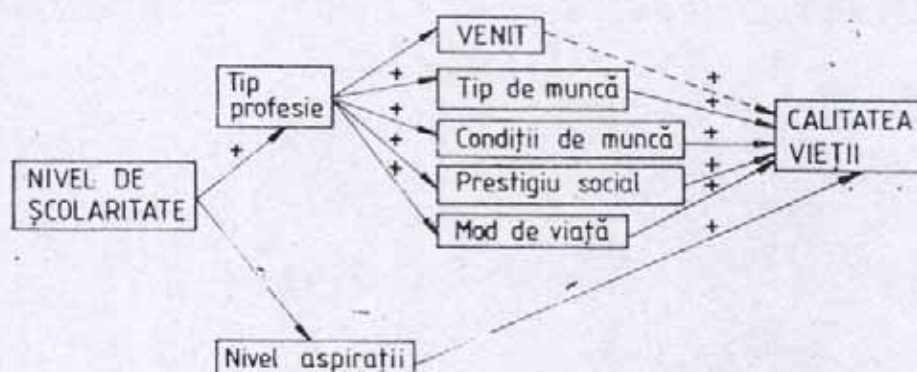 VENIT
Tip
profesie
+
Tip de muncă
+
+
Condiții de muncă
+
+
CALITATEA
VIEȚII
NIVEL DE
ȘCOLARITATE
+
+
Prestigiu social
+
+
Mod de viață
+
+
-
-
Nivel aspirații